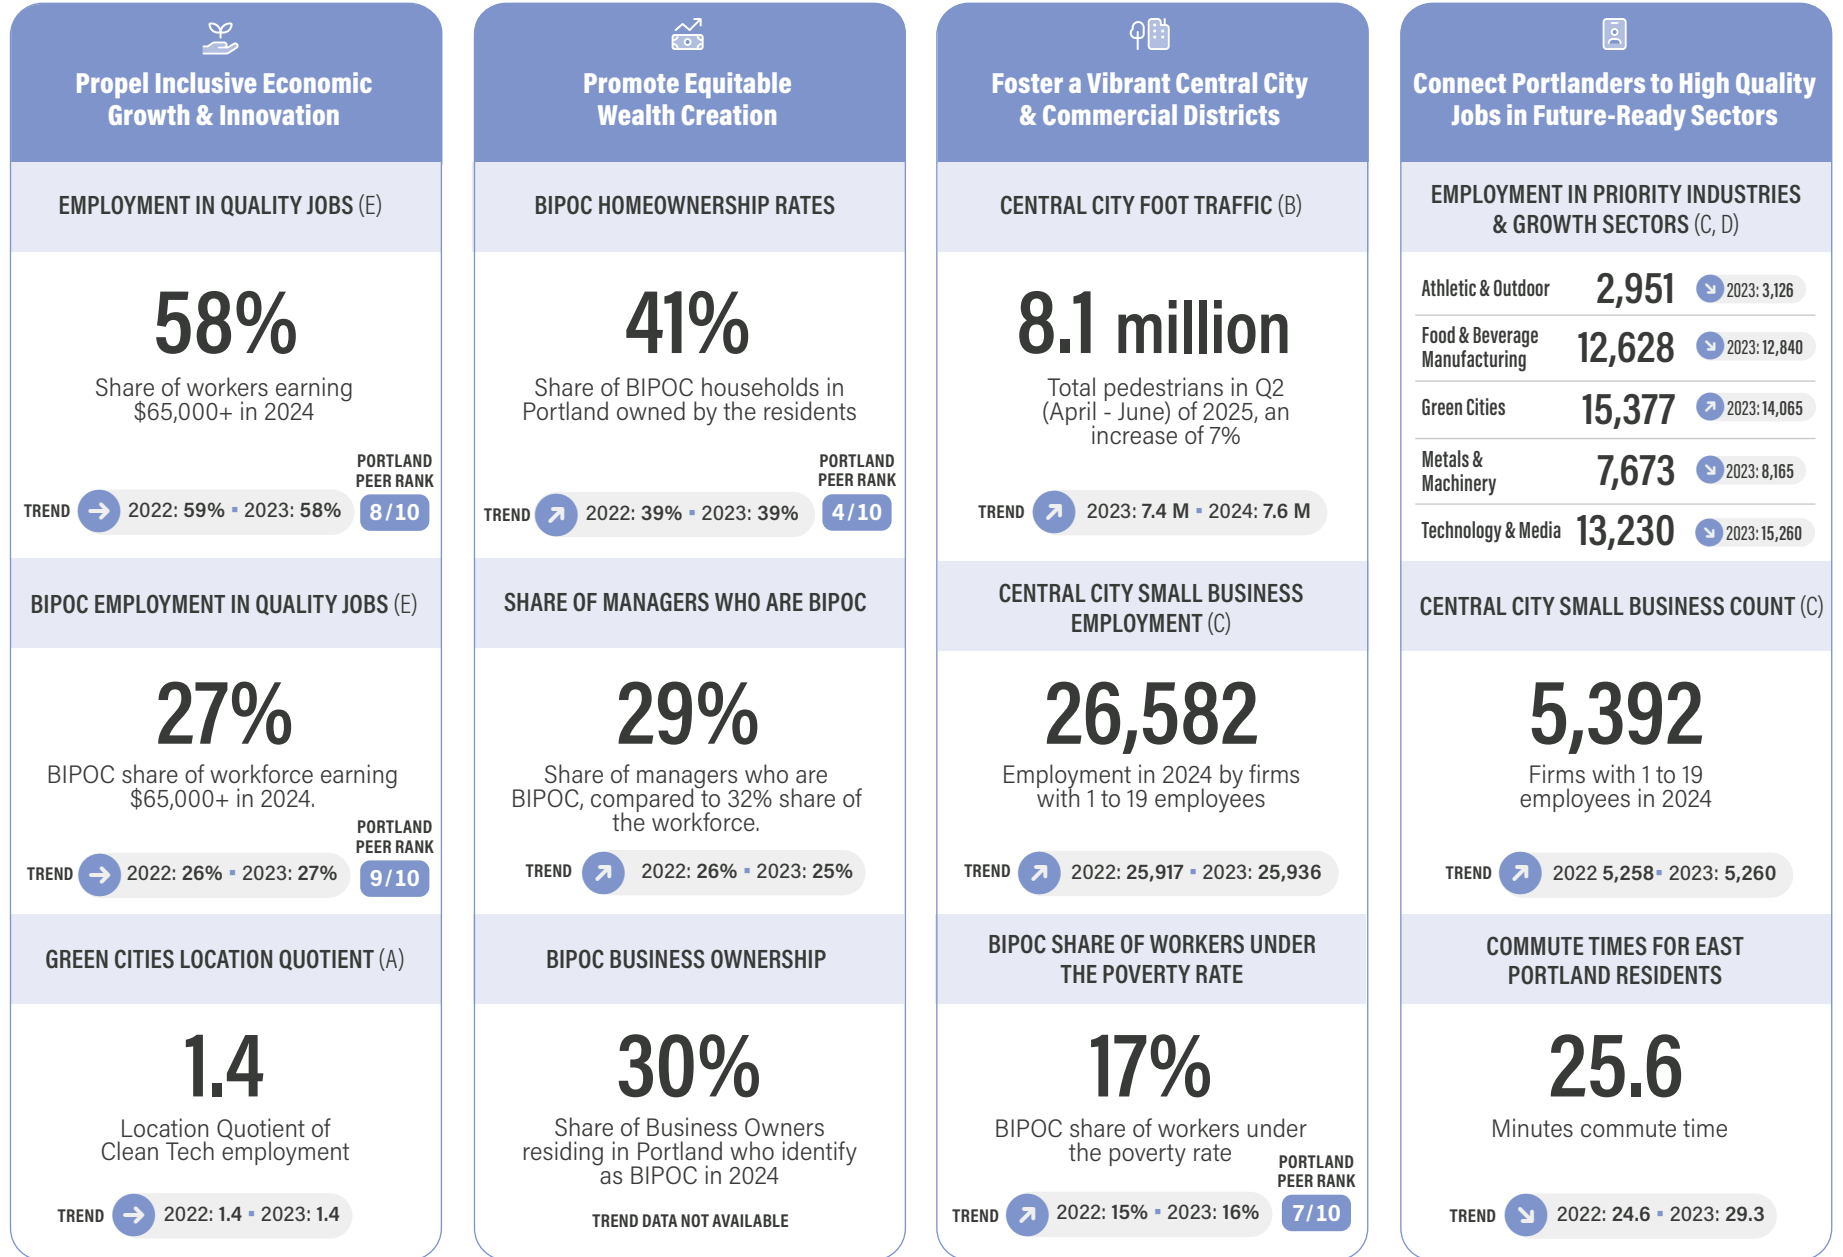 Propel Inclusive Economic
Growth & Innovation
EMPLOYMENT IN QUALITY JOBS (E)
58%
Share of workers earning
$65,000+ in 2024
PORTLAND
PEER RANK
TREND 2022: 59% ▪ 2023: 58% 8/10
BIPOC EMPLOYMENT IN QUALITY JOBS (E)
27%
BIPOC share of workforce earning
$65,000+ in 2024.
PORTLAND
PEER RANK
TREND 2022: 26% ▪ 2023: 27% 9/10
GREEN CITIES LOCATION QUOTIENT (A)
1.4
Location Quotient of
Clean Tech employment
TREND 2022: 1.4 ▪ 2023: 1.4
Promote Equitable
Wealth Creation
BIPOC HOMEOWNERSHIP RATES
41%
Share of BIPOC households in
Portland owned by the residents
PORTLAND
PEER RANK
TREND 2022: 39% ▪ 2023: 39% 4/10
SHARE OF MANAGERS WHO ARE BIPOC
29%
Share of managers who are
BIPOC, compared to 32% share of
the workforce.
TREND 2022: 26% ▪ 2023: 25%
BIPOC BUSINESS OWNERSHIP
30%
Share of Business Owners
residing in Portland who identify
as BIPOC in 2024
TREND DATA NOT AVAILABLE
Foster a Vibrant Central City
& Commercial Districts
CENTRAL CITY FOOT TRAFFIC (B)
8.1 million
Total pedestrians in Q2
(April - June) of 2025, an
increase of 7%
TREND 2023: 7.4 M ▪ 2024: 7.6 M
CENTRAL CITY SMALL BUSINESS
EMPLOYMENT (C)
26,582
Employment in 2024 by firms
with 1 to 19 employees
TREND 2022: 25,917 ▪ 2023: 25,936
BIPOC SHARE OF WORKERS UNDER
THE POVERTY RATE
17%
BIPOC share of workers under
the poverty rate
PORTLAND
PEER RANK
TREND 2022: 15% ▪ 2023: 16% 7/10
Connect Portlanders to High Quality
Jobs in Future-Ready Sectors
EMPLOYMENT IN PRIORITY INDUSTRIES
& GROWTH SECTORS (C, D)
Athletic & Outdoor 2,951 2023: 3,126
Food & Beverage
Manufacturing 12,628 2023: 12,840
Green Cities 15,377 2023: 14,065
Metals &
Machinery 7,673 2023: 8,165
Technology & Media 13,230 2023: 15,260
CENTRAL CITY SMALL BUSINESS COUNT (C)
5,392
Firms with 1 to 19
employees in 2024
TREND 2022 5,258▪ 2023: 5,260
COMMUTE TIMES FOR EAST
PORTLAND RESIDENTS
25.6
Minutes commute time
TREND 2022: 24.6 ▪ 2023: 29.3